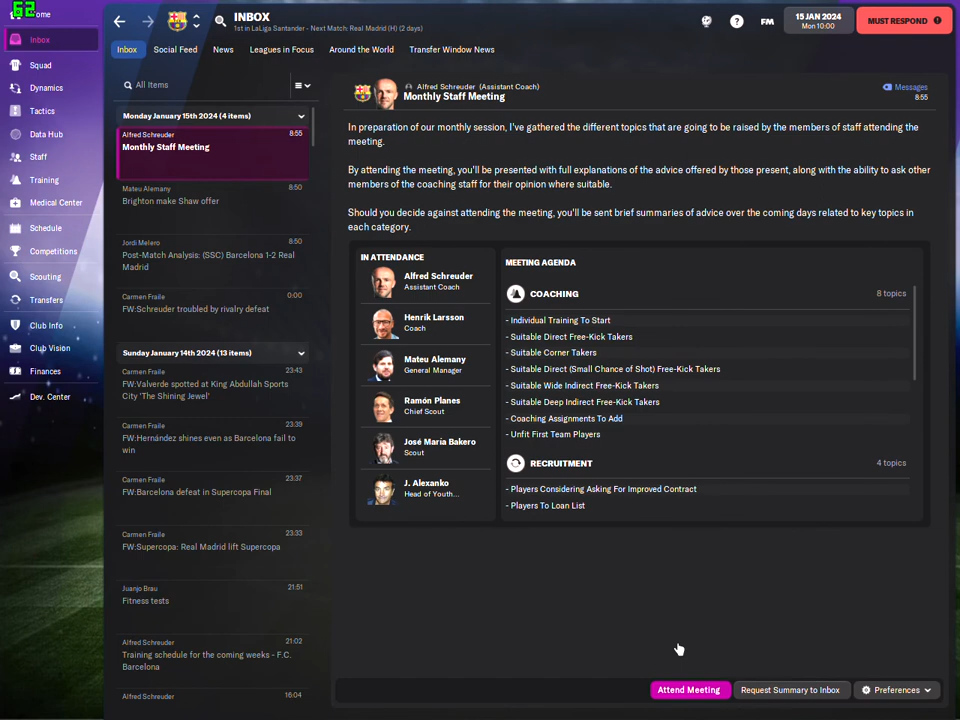 62
Home
INBOX
1st in LaLiga Santander - Next Match: Real Madrid (H) (2 days)
?
FM
15 JAN 2024
Mon 10:00
MUST RESPOND
Inbox
Squad
Dynamics
Tactics
Data Hub
Staff
Training
Medical Center
Schedule
Competitions
Scouting
Transfers
Club Info
Club Vision
Finances
Dev. Center
Inbox
Social Feed
News
Leagues in Focus
Around the World
Transfer Window News
All Items
Monday January 15th 2024 (4 items)
Alfred Schreuder 8:55
Monthly Staff Meeting
Mateu Alemany 8:50
Brighton make Shaw offer
Jordi Melero 8:50
Post-Match Analysis: (SSC) Barcelona 1-2 Real
Madrid
Carmen Fraile 0:00
FW:Schreuder troubled by rivalry defeat
Sunday January 14th 2024 (13 items)
Carmen Fraile 23:43
FW:Valverde spotted at King Abdullah Sports
City 'The Shining Jewel'
Carmen Fraile 23:39
FW:Hernández shines even as Barcelona fail to
win
Carmen Fraile 23:37
FW:Barcelona defeat in Supercopa Final
Carmen Fraile 23:33
FW:Supercopa: Real Madrid lift Supercopa
Juanjo Brau 21:51
Fitness tests
Alfred Schreuder 21:02
Training schedule for the coming weeks - F.C.
Barcelona
Alfred Schreuder 16:04
Alfred Schreuder (Assistant Coach)
Monthly Staff Meeting
Messages
8:55
In preparation of our monthly session, I've gathered the different topics that are going to be raised by the members of staff attending the
meeting.
By attending the meeting, you'll be presented with full explanations of the advice offered by those present, along with the ability to ask other
members of the coaching staff for their opinion where suitable.
Should you decide against attending the meeting, you'll be sent brief summaries of advice over the coming days related to key topics in
each category.
IN ATTENDANCE
Alfred Schreuder
Assistant Coach
Henrik Larsson
Coach
Mateu Alemany
General Manager
Ramón Planes
Chief Scout
José María Bakero
Scout
J. Alexanko
Head of Youth...
MEETING AGENDA
COACHING 8 topics
- Individual Training To Start
- Suitable Direct Free-Kick Takers
- Suitable Corner Takers
- Suitable Direct (Small Chance of Shot) Free-Kick Takers
- Suitable Wide Indirect Free-Kick Takers
- Suitable Deep Indirect Free-Kick Takers
- Coaching Assignments To Add
- Unfit First Team Players
RECRUITMENT 4 topics
- Players Considering Asking For Improved Contract
- Players To Loan List
Attend Meeting
Request Summary to Inbox
Preferences